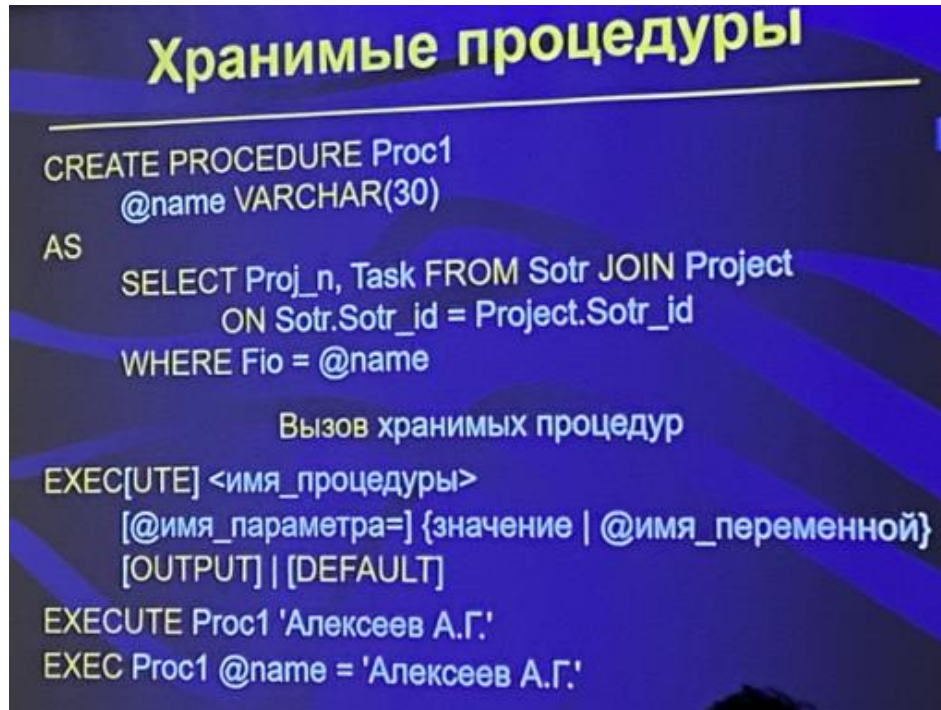 Хранимые процедуры
CREATE PROCEDURE Proc1
@name VARCHAR(30)
AS
SELECT Proj_n, Task FROM Sotr JOIN Project
ON Sotr.Sotr_id = Project.Sotr_id
WHERE Fio = @name
Вызов хранимых процедур
EXEC[UTE] <имя_процедуры>
[@имя_параметра=] {значение | @имя_переменной}
[OUTPUT] | [DEFAULT]
EXECUTE Proc1 'Алексеев А.Г.'
EXEC Proc1 @name = 'Алексеев А.Г.'